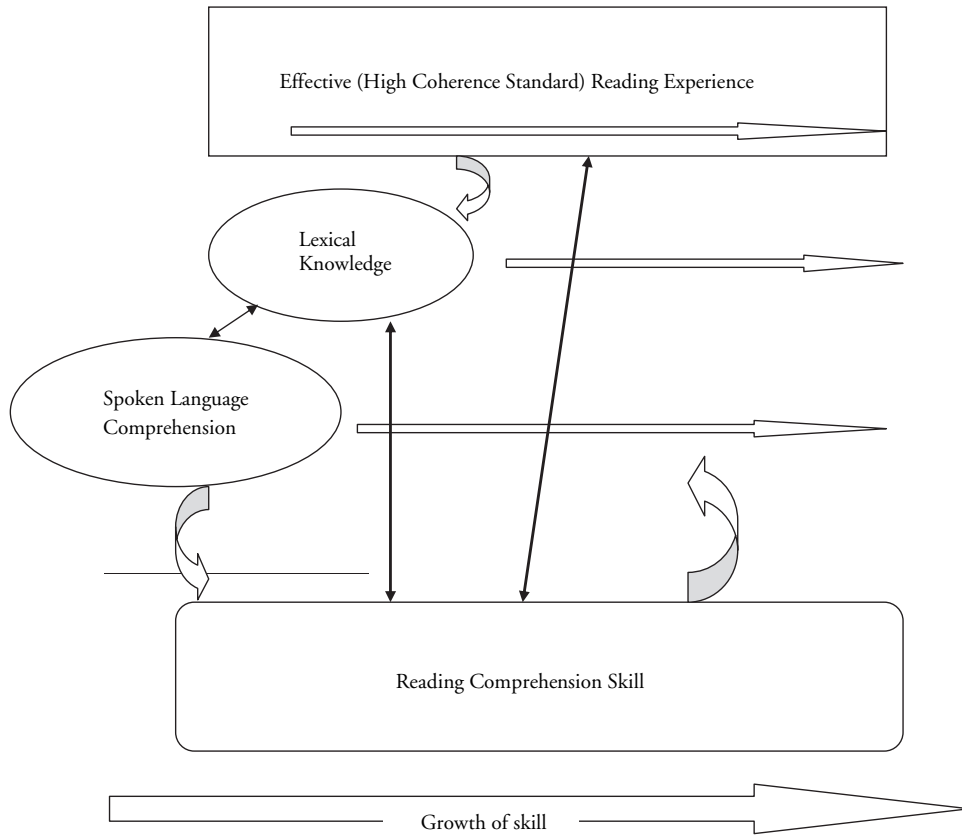 Effective (High Coherence Standard) Reading Experience
Lexical
Knowledge
Spoken Language
Comprehension
Reading Comprehension Skill
Growth of skill